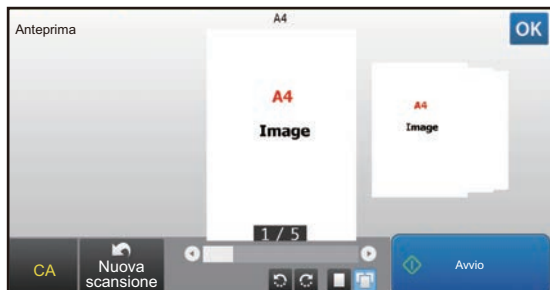 A4
Anteprima
OK
A4
Image
A4
Image
1 / 5
CA
Nuova
scansione
Avvio